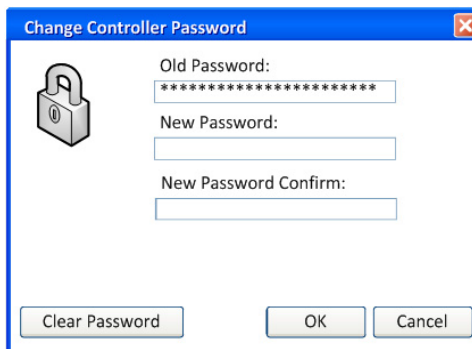 Change Controller Password
Old Password:
************************
New Password:
New Password Confirm:
Clear Password
OK
Cancel